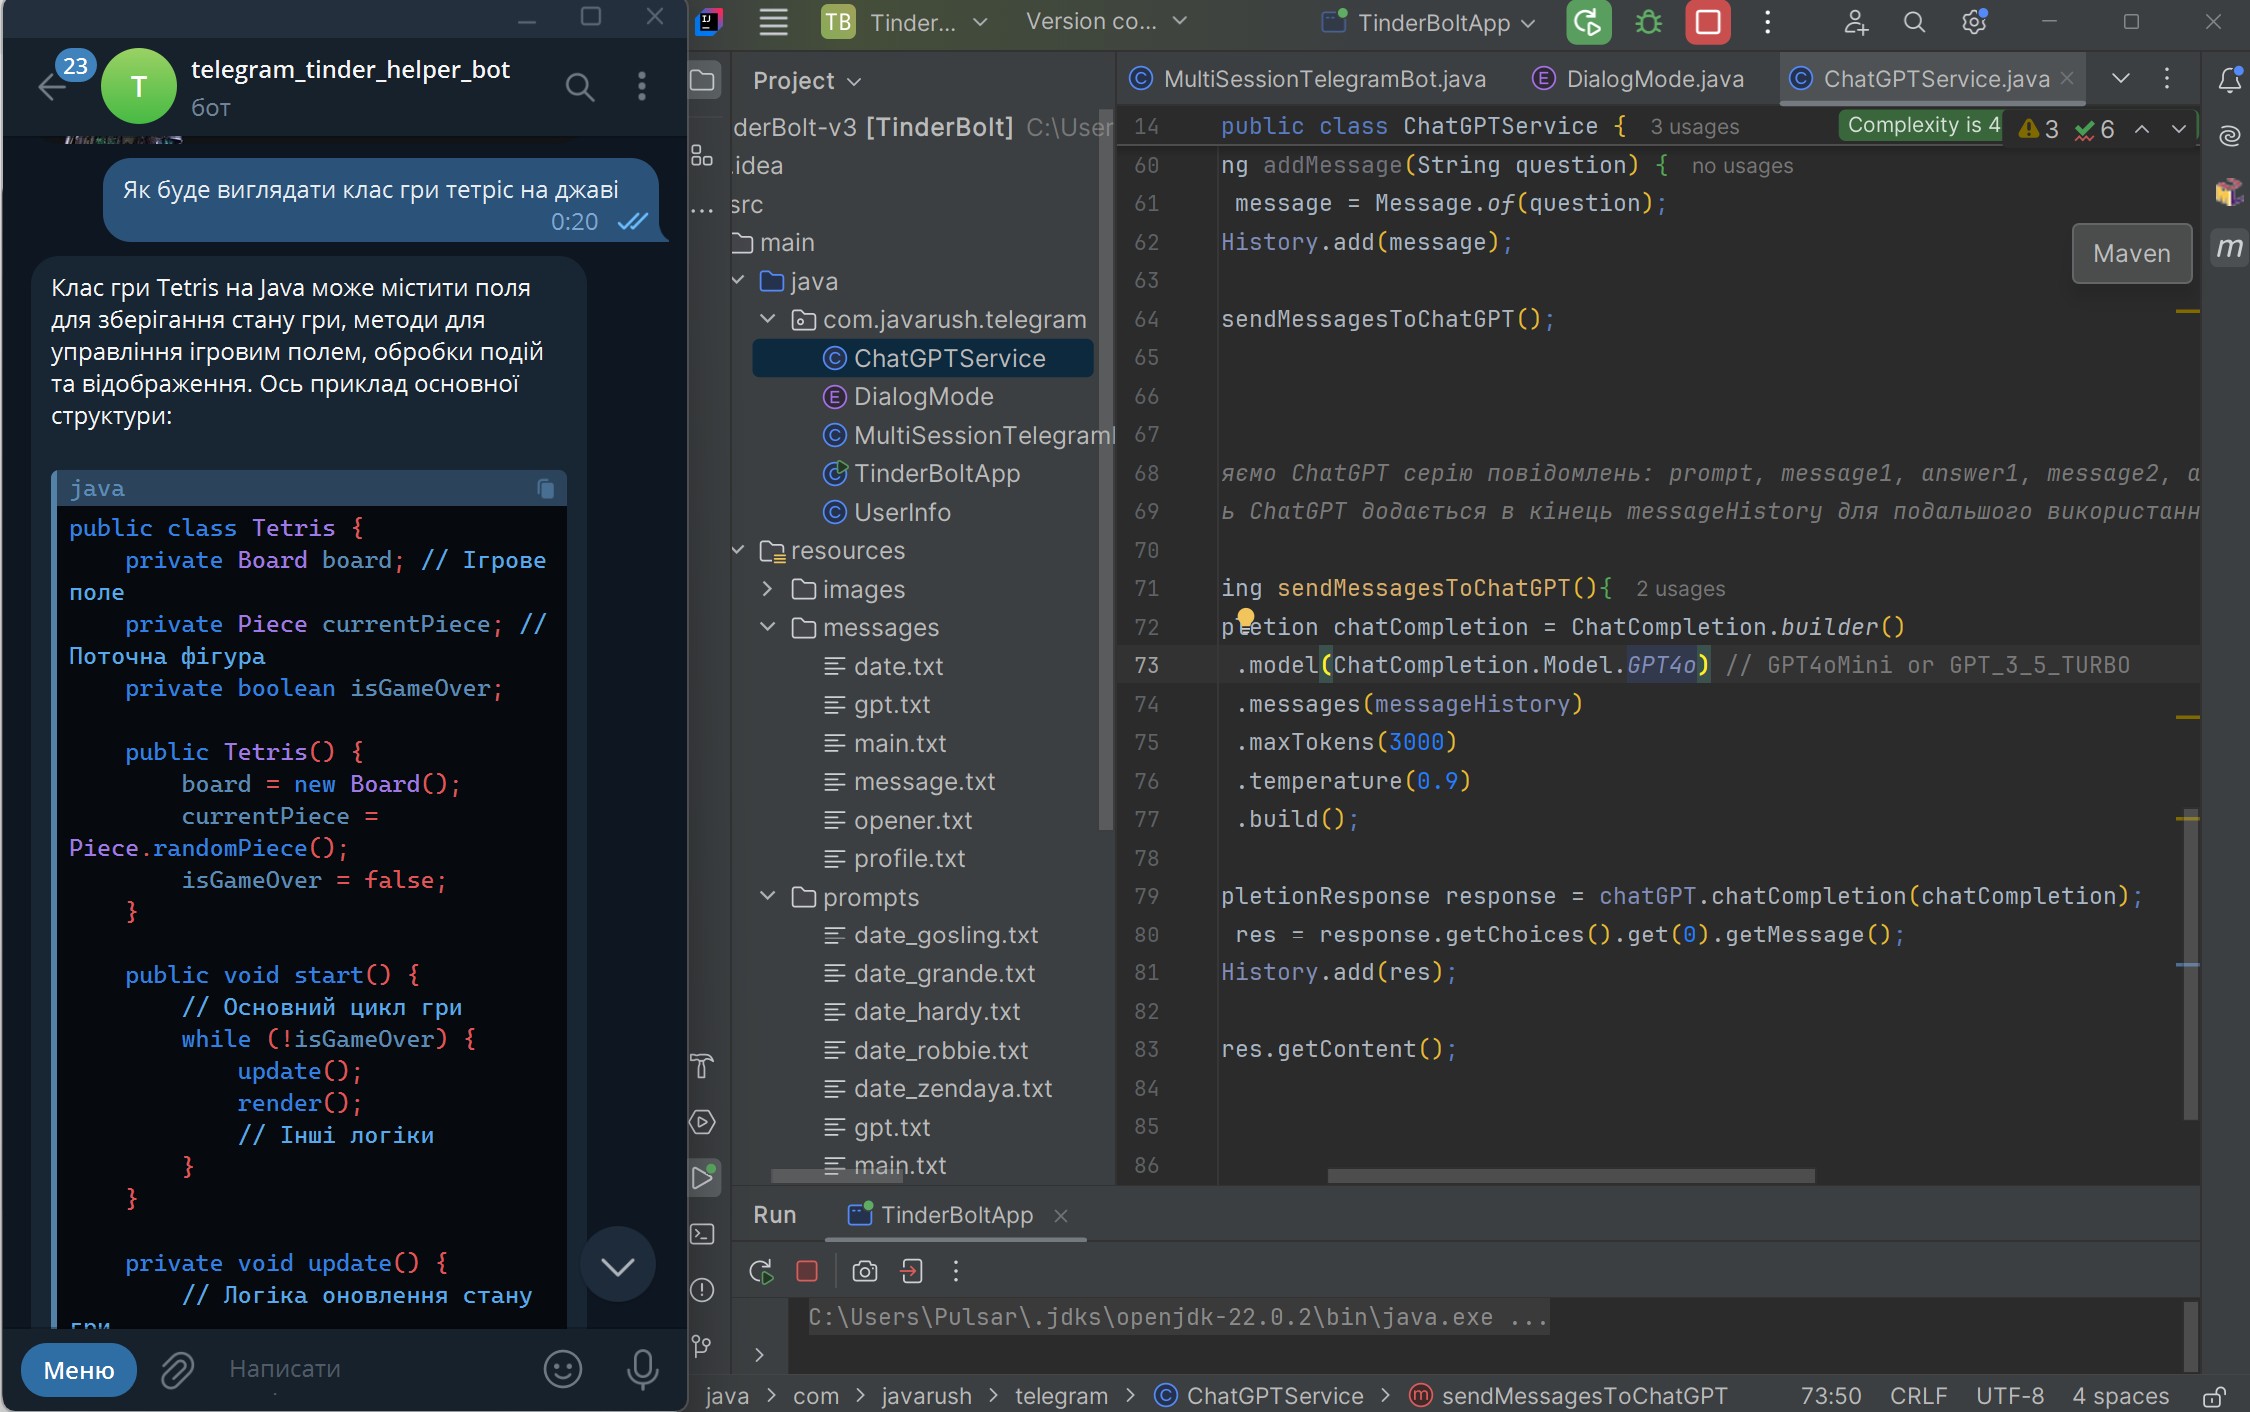 23
T
telegram_tinder_helper_bot
бот
Як буде виглядати клас гри тетріс на джаві
0:20
Клас гри Tetris на Java може містити поля
для зберігання стану гри, методи для
управління ігровим полем, обробки подій
та відображення. Ось приклад основної
структури:
java
public class Tetris {
private Board board; // Ігрове
поле
private Piece currentPiece; //
Поточна фігура
private boolean isGameOver;
public Tetris() {
board = new Board();
currentPiece =
Piece.randomPiece();
isGameOver = false;
}
public void start() {
// Основний цикл гри
while (!isGameOver) {
update();
render();
// Інші логіки
}
}
private void update() {
// Логіка оновлення стану
гри
Меню
Написати
TB Tinder... Version co... TinderBoltApp
Project
derBolt-v3 [TinderBolt] C:\User
.idea
src
main
java
com.javarush.telegram
ChatGPTService
DialogMode
MultiSessionTelegram
TinderBoltApp
UserInfo
resources
images
messages
date.txt
gpt.txt
main.txt
message.txt
opener.txt
profile.txt
prompts
date_gosling.txt
date_grande.txt
date_hardy.txt
date_robbie.txt
date_zendaya.txt
gpt.txt
main.txt
MultiSessionTelegramBot.java DialogMode.java ChatGPTService.java
14 public class ChatGPTService { 3 usages Complexity is 4 3 6
60 ng addMessage(String question) { no usages
61 message = Message.of(question);
62 History.add(message);
63
64 sendMessagesToChatGPT();
65
66
67
68 яємо ChatGPT серію повідомлень: prompt, message1, answer1, message2, a
69 ь ChatGPT додається в кінець messageHistory для подальшого використанн
70
71 ing sendMessagesToChatGPT(){ 2 usages
72 pletion chatCompletion = ChatCompletion.builder()
73 .model(ChatCompletion.Model.GPT4o) // GPT4oMini or GPT_3_5_TURBO
74 .messages(messageHistory)
75 .maxTokens(3000)
76 .temperature(0.9)
77 .build();
78
79 pletionResponse response = chatGPT.chatCompletion(chatCompletion);
80 res = response.getChoices().get(0).getMessage();
81 History.add(res);
82
83 res.getContent();
84
85
86
Maven
m
Run TinderBoltApp
C:\Users\Pulsar\.jdks\openjdk-22.0.2\bin\java.exe ...
java > com > javarush > telegram > ChatGPTService > sendMessagesToChatGPT 73:50 CRLF UTF-8 4 spaces